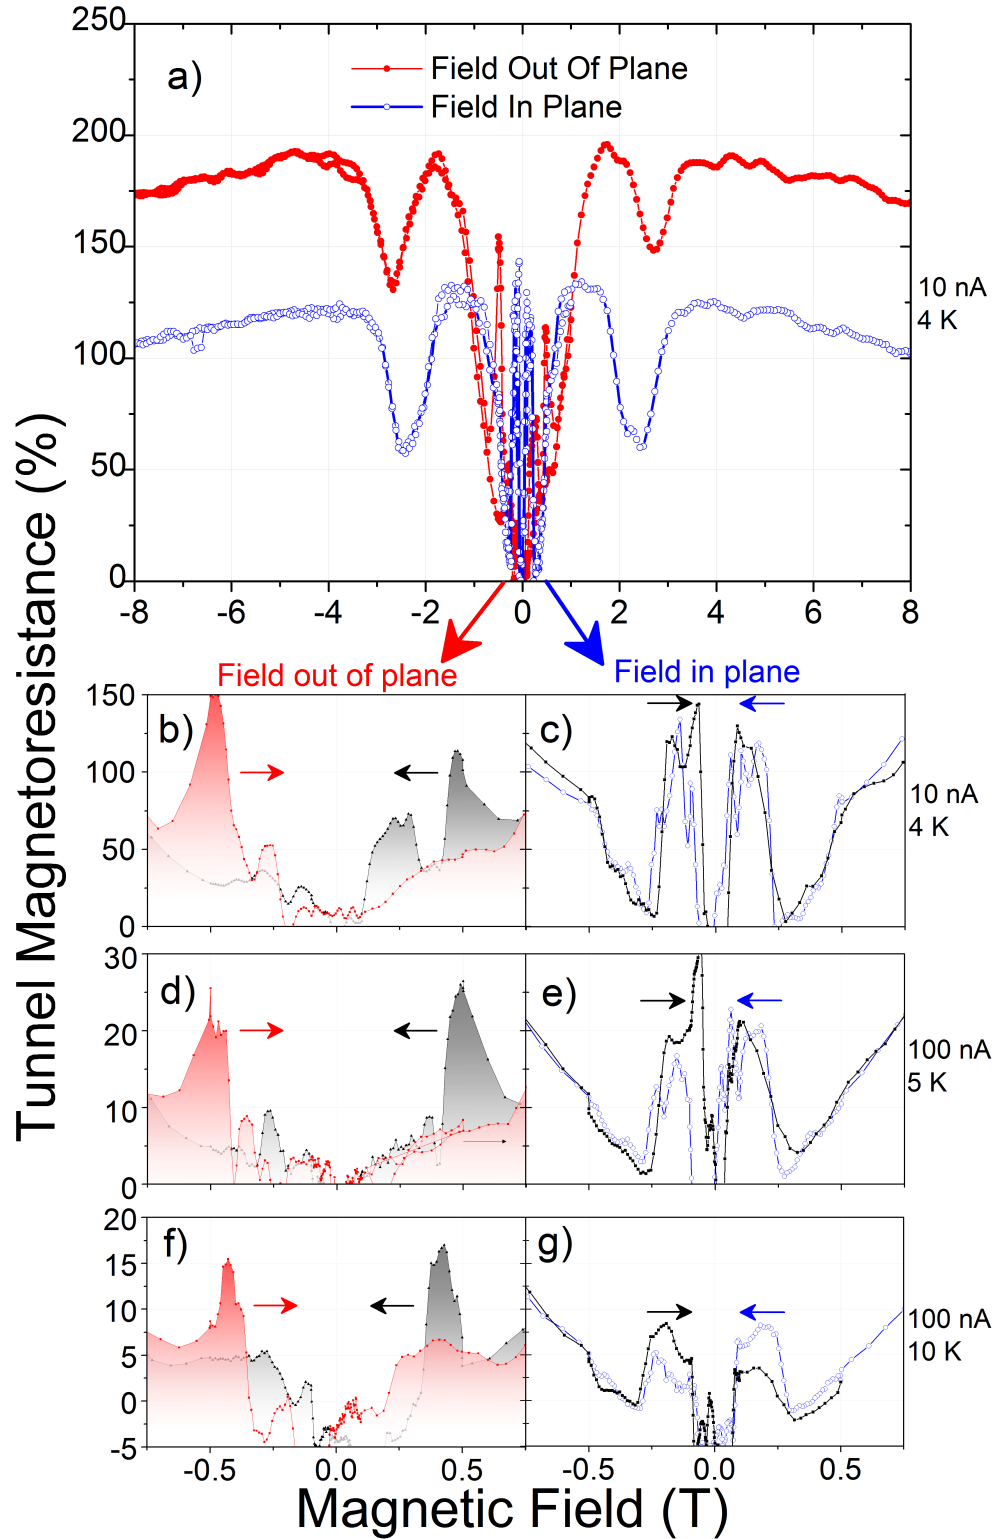 250
a)
Field Out Of Plane
Field In Plane
200
150
100
50
0
10 nA
4 K
-8 -6 -4 -2 0 2 4 6 8
Tunnel Magnetoresistance (%)
Field out of plane
Field in plane
150
100
50
0
b)
c)
10 nA
4 K
30
20
10
0
d)
e)
100 nA
5 K
20
15
10
5
0
-5
f)
g)
100 nA
10 K
-0.5 0.0 0.5 -0.5 0.0 0.5
Magnetic Field (T)